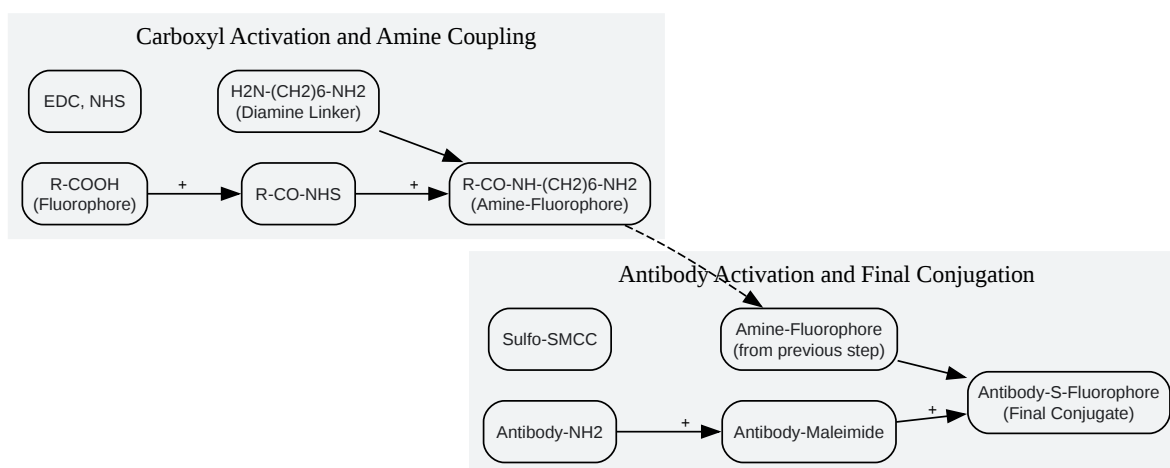 Carboxyl Activation and Amine Coupling
EDC, NHS
H2N-(CH2)6-NH2
(Diamine Linker)
R-COOH
(Fluorophore)
+
R-CO-NHS
+
R-CO-NH-(CH2)6-NH2
(Amine-Fluorophore)
Antibody Activation and Final Conjugation
Sulfo-SMCC
Amine-Fluorophore
(from previous step)
Antibody-NH2
+
Antibody-Maleimide
+
Antibody-S-Fluorophore
(Final Conjugate)